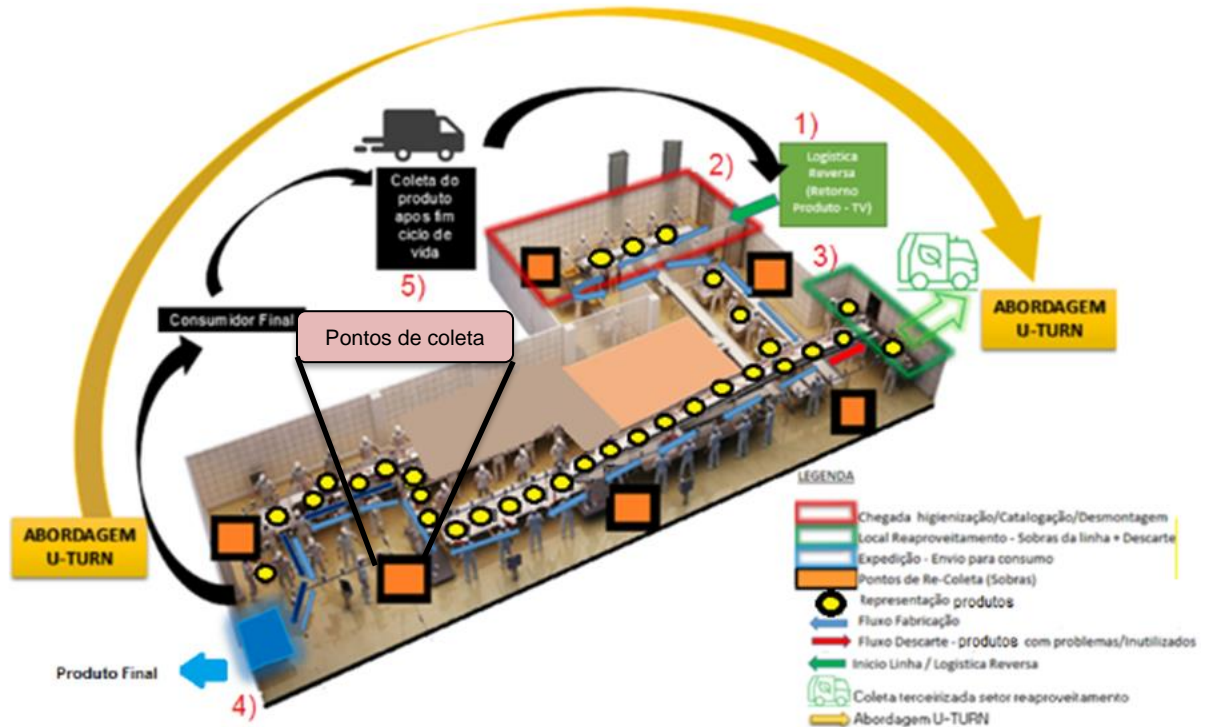 1)
Logística
Reversa
(Retorno
Produto - TV)
2)
Coleta do
produto
apos fim
ciclo de
vida
5)
3)
ABORDAGEM
U-TURN
Consumidor Final
Pontos de coleta
ABORDAGEM
U-TURN
Produto Final
4)
LEGENDA
Chegada higienização/Catalogação/Desmontagem
Local Reaproveitamento - Sobras da linha + Descarte
Expedição - Envio para consumo
Pontos de Re-Coleta (Sobras)
Representação produtos
Fluxo Fabricação
Fluxo Descarte - produtos com problemas/Inutilizados
Inicio Linha / Logistica Reversa
Coleta terceirizada setor reaproveitamento
Abordagem U-TURN